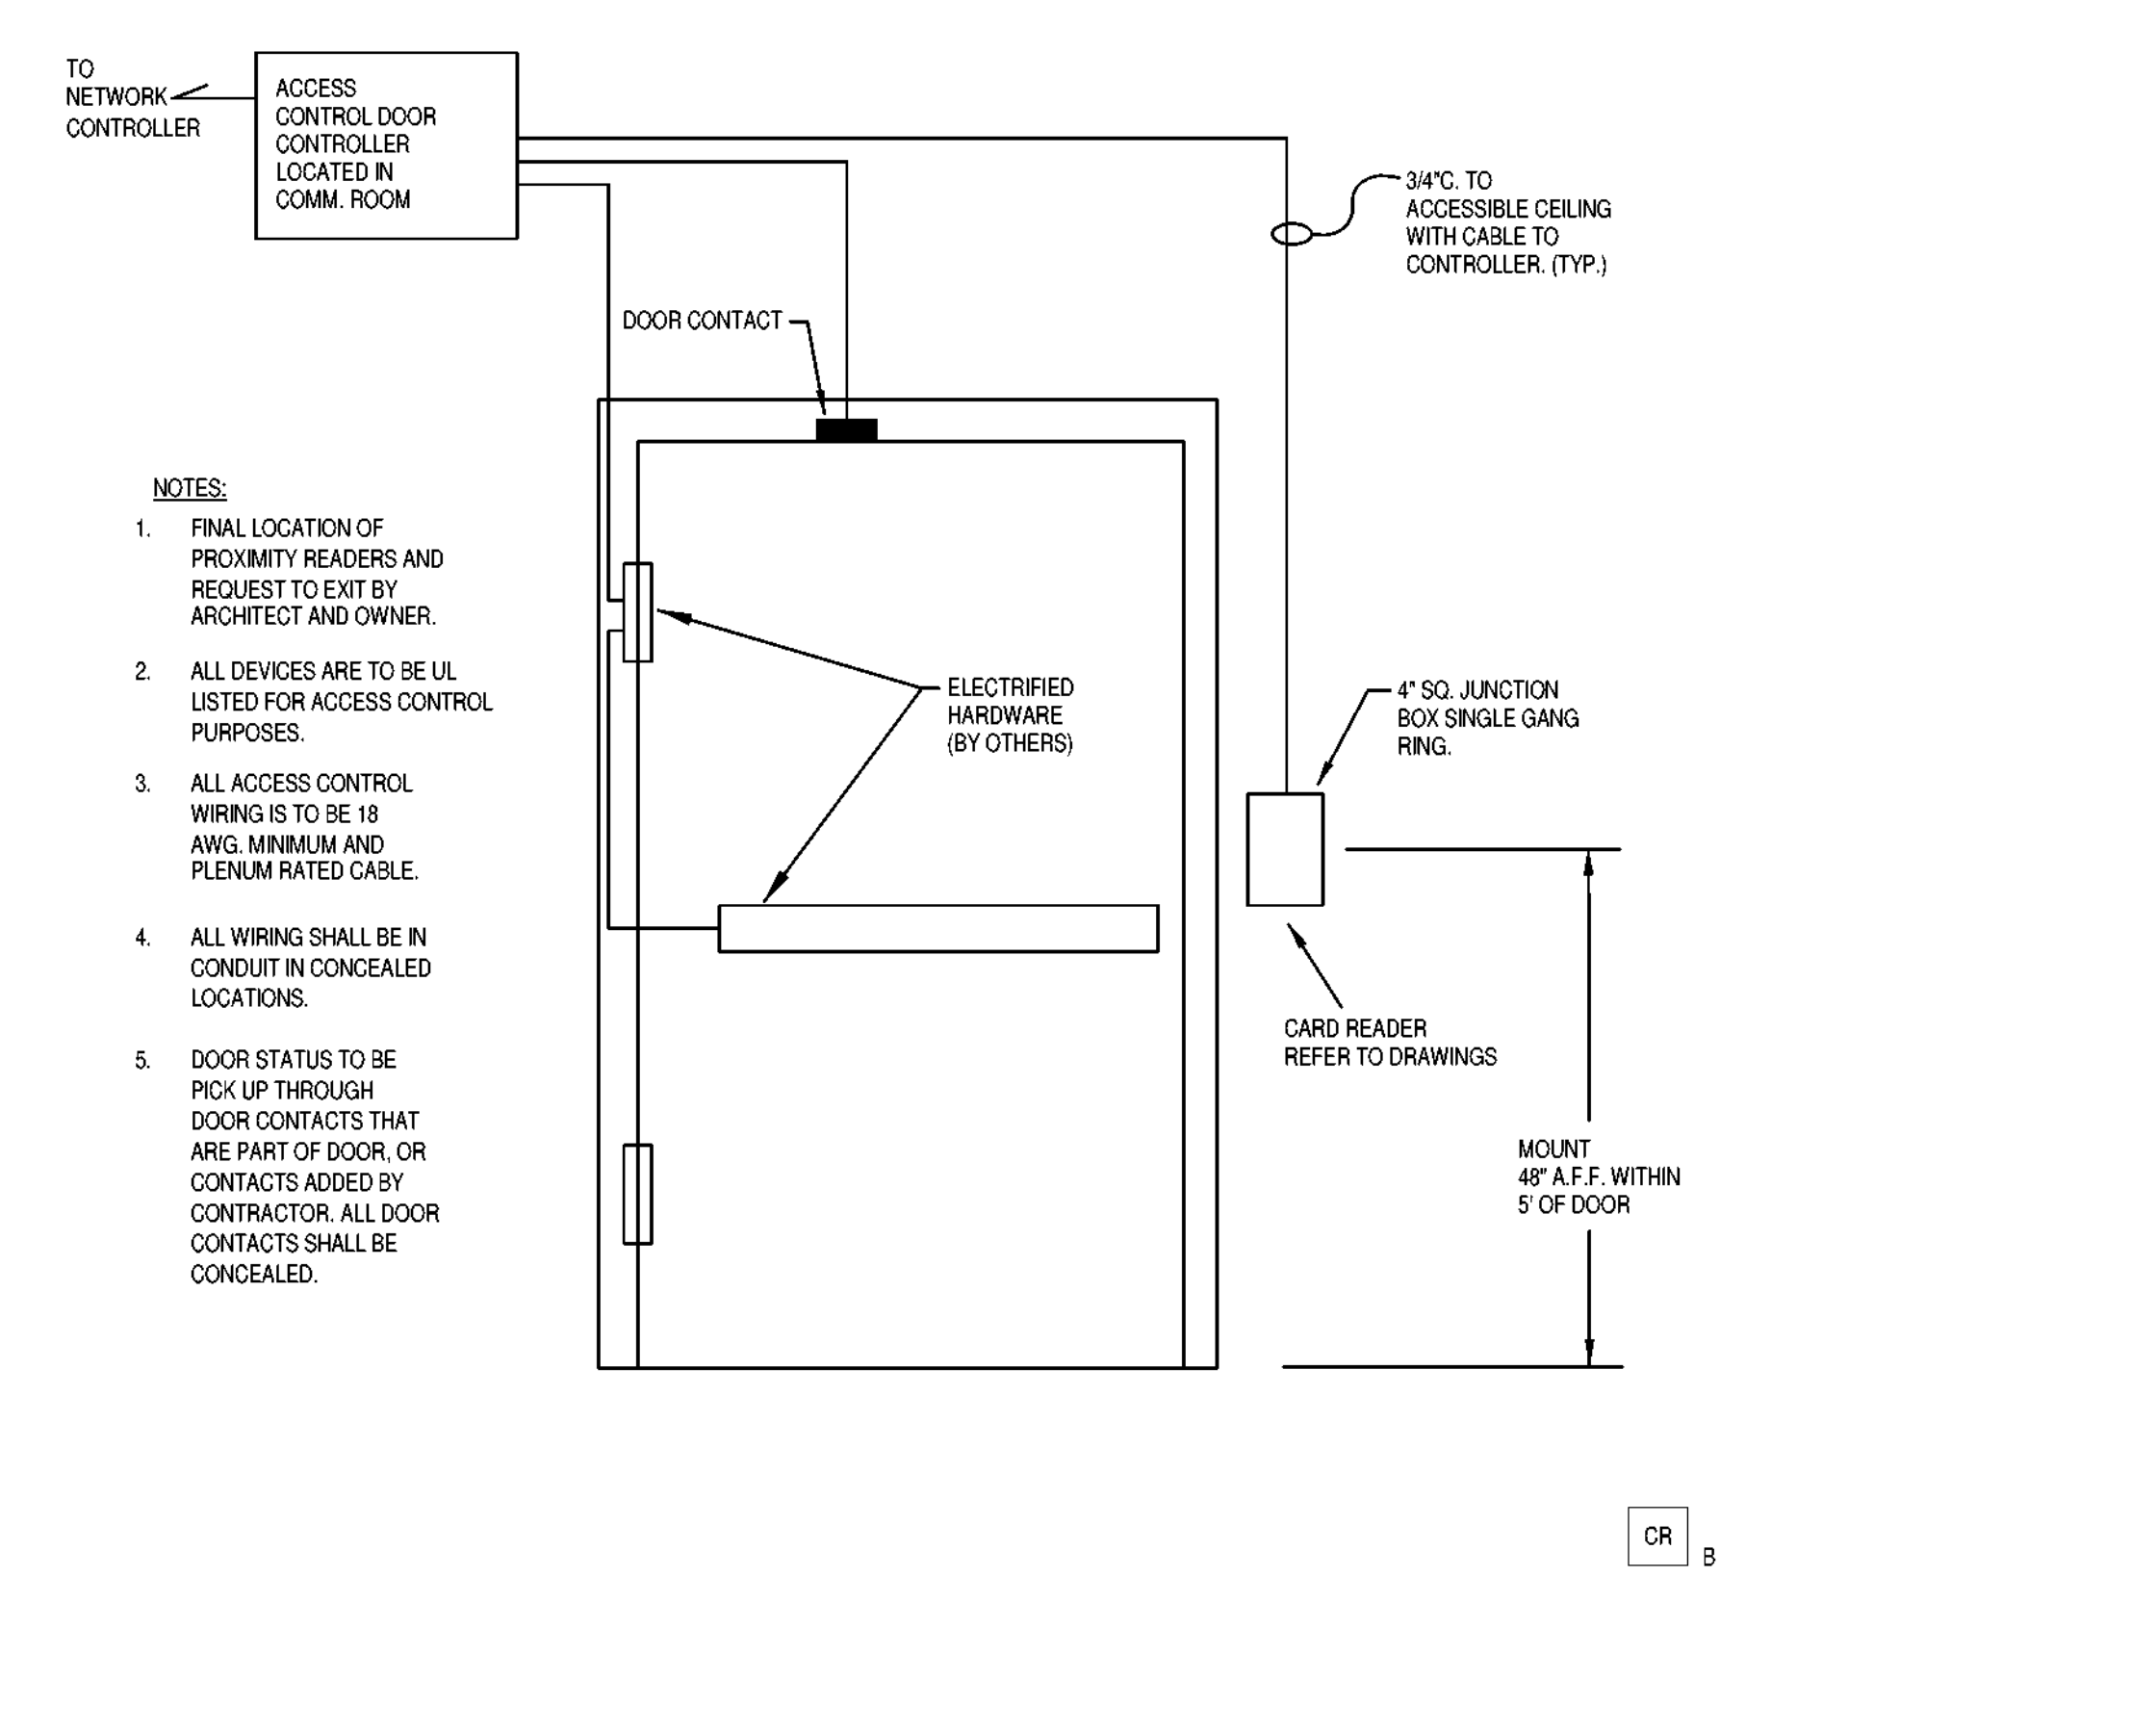 TO
NETWORK
CONTROLLER
ACCESS
CONTROL DOOR
CONTROLLER
LOCATED IN
COMM. ROOM
3/4"C. TO
ACCESSIBLE CEILING
WITH CABLE TO
CONTROLLER. (TYP.)
DOOR CONTACT
NOTES:
1. FINAL LOCATION OF
PROXIMITY READERS AND
REQUEST TO EXIT BY
ARCHITECT AND OWNER.
2. ALL DEVICES ARE TO BE UL
LISTED FOR ACCESS CONTROL
PURPOSES.
3. ALL ACCESS CONTROL
WIRING IS TO BE 18
AWG. MINIMUM AND
PLENUM RATED CABLE.
4. ALL WIRING SHALL BE IN
CONDUIT IN CONCEALED
LOCATIONS.
5. DOOR STATUS TO BE
PICK UP THROUGH
DOOR CONTACTS THAT
ARE PART OF DOOR, OR
CONTACTS ADDED BY
CONTRACTOR. ALL DOOR
CONTACTS SHALL BE
CONCEALED.
ELECTRIFIED
HARDWARE
(BY OTHERS)
4" SQ. JUNCTION
BOX SINGLE GANG
RING.
CARD READER
REFER TO DRAWINGS
MOUNT
48" A.F.F. WITHIN
5' OF DOOR
CR
B